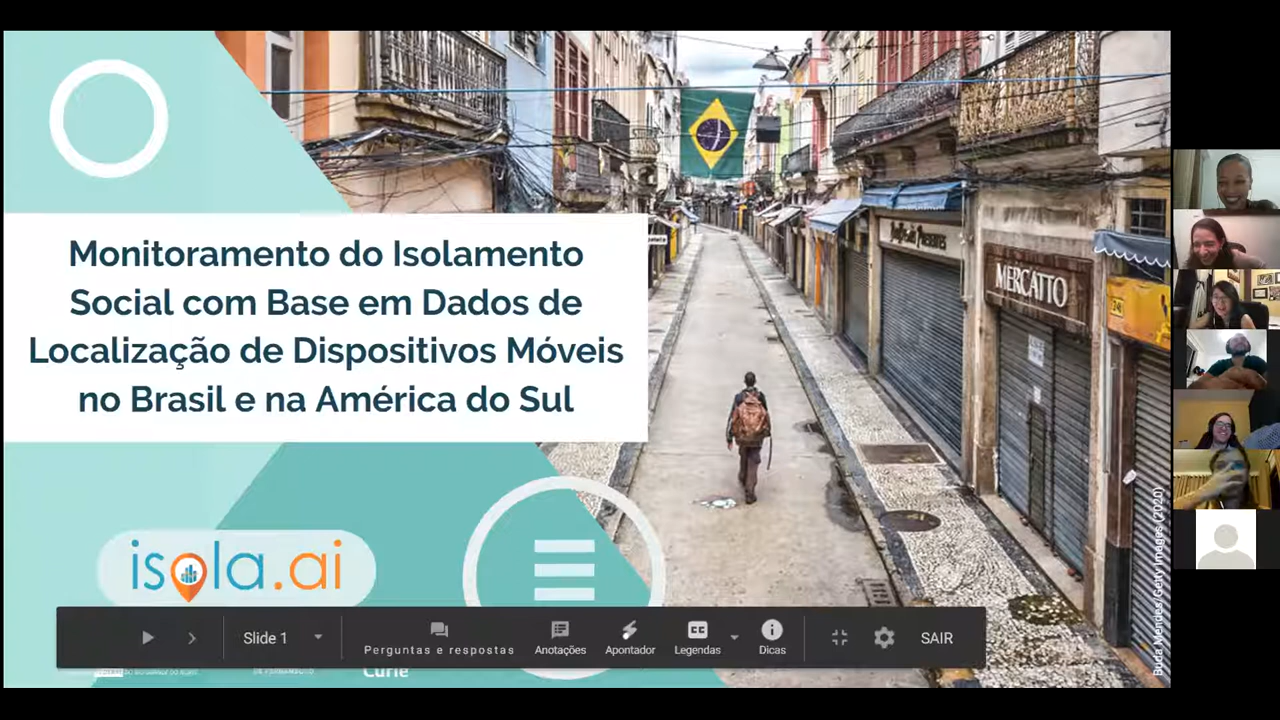 Monitoramento do Isolamento
Social com Base em Dados de
Localização de Dispositivos Móveis
no Brasil e na América do Sul
isola.ai
MERCATTO
Buda Mendes/Getty Images (2020)
Slide 1
Perguntas e respostas
Anotações
Apontador
CC
Legendas
Dicas
SAIR
Curie